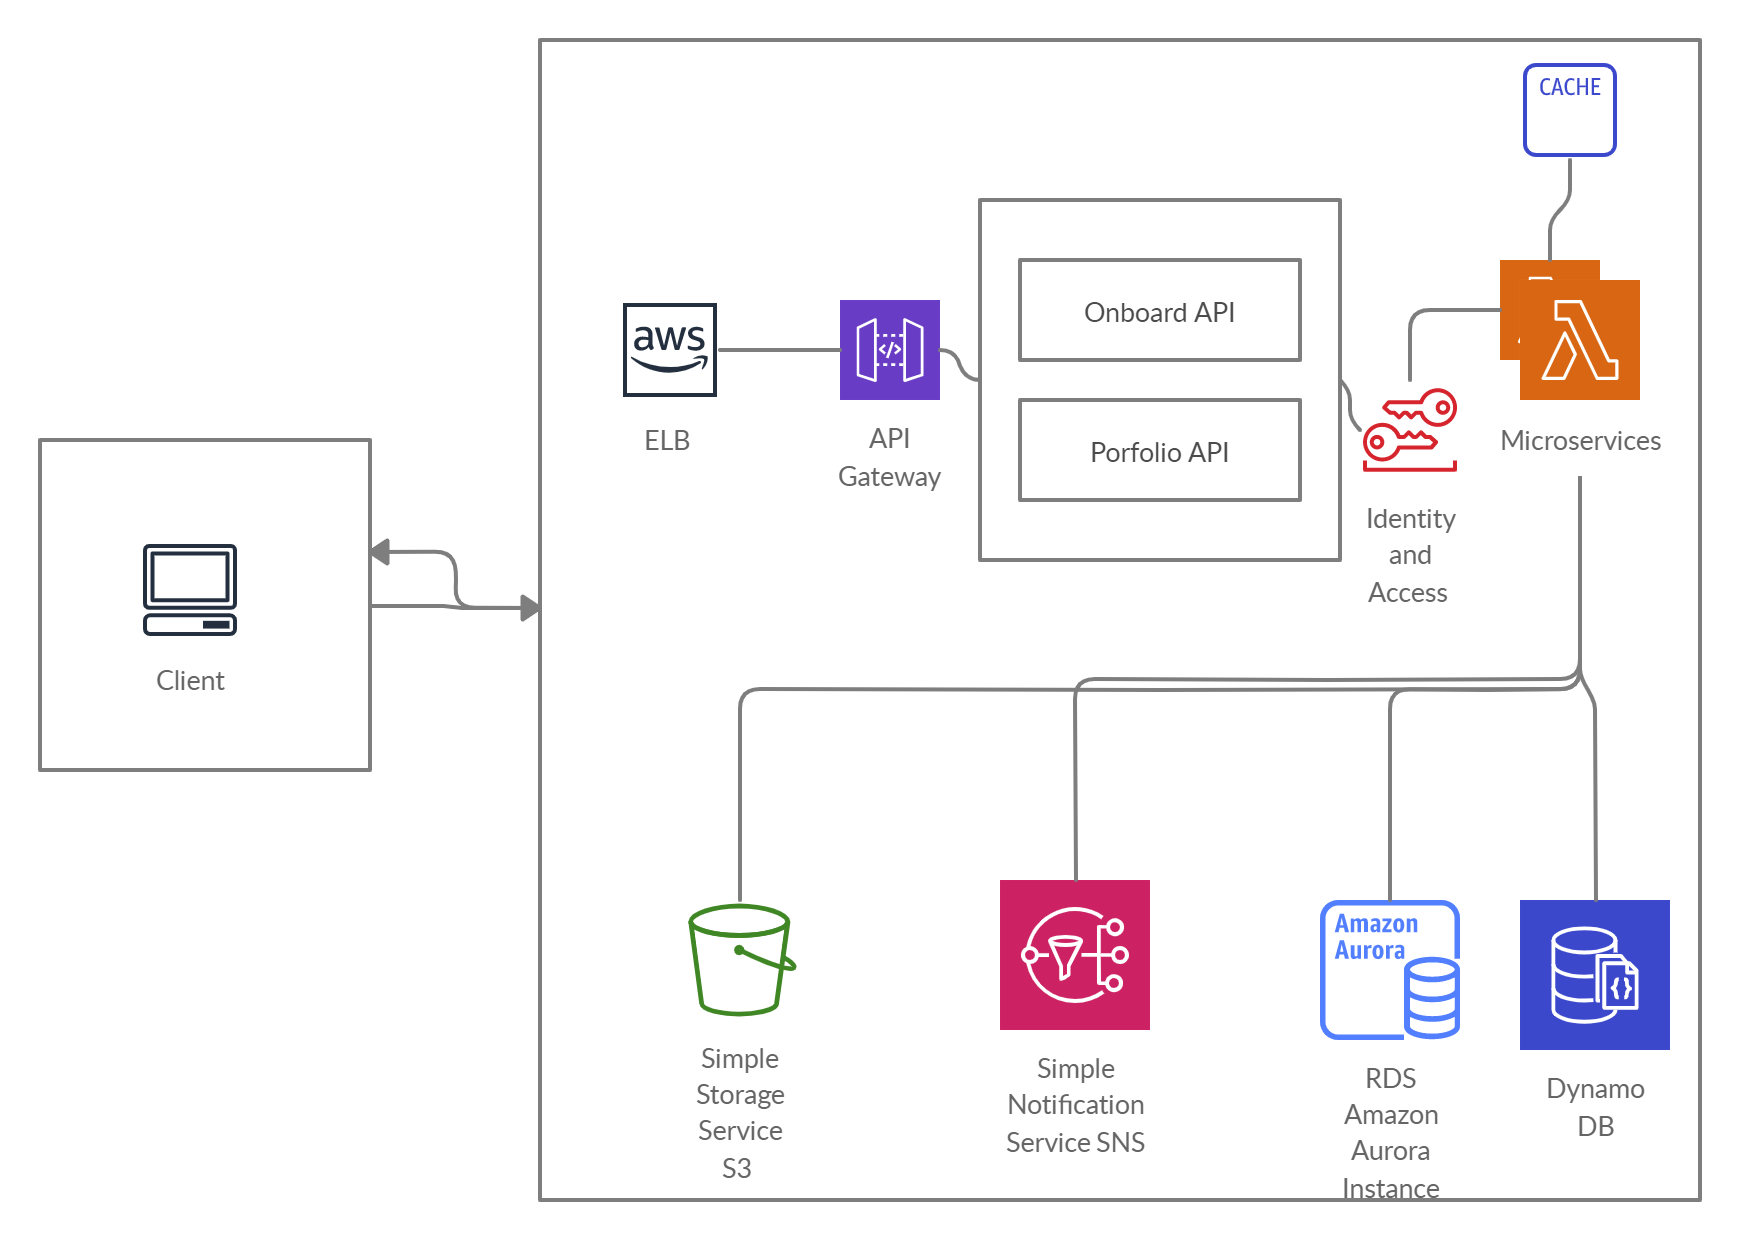 CACHE
Onboard API
Porfolio API
aws
ELB
API
Gateway
Microservices
Identity
and
Access
Client
Simple
Storage
Service
S3
Simple
Notification
Service SNS
Amazon
Aurora
RDS
Amazon
Aurora
Instance
Dynamo
DB